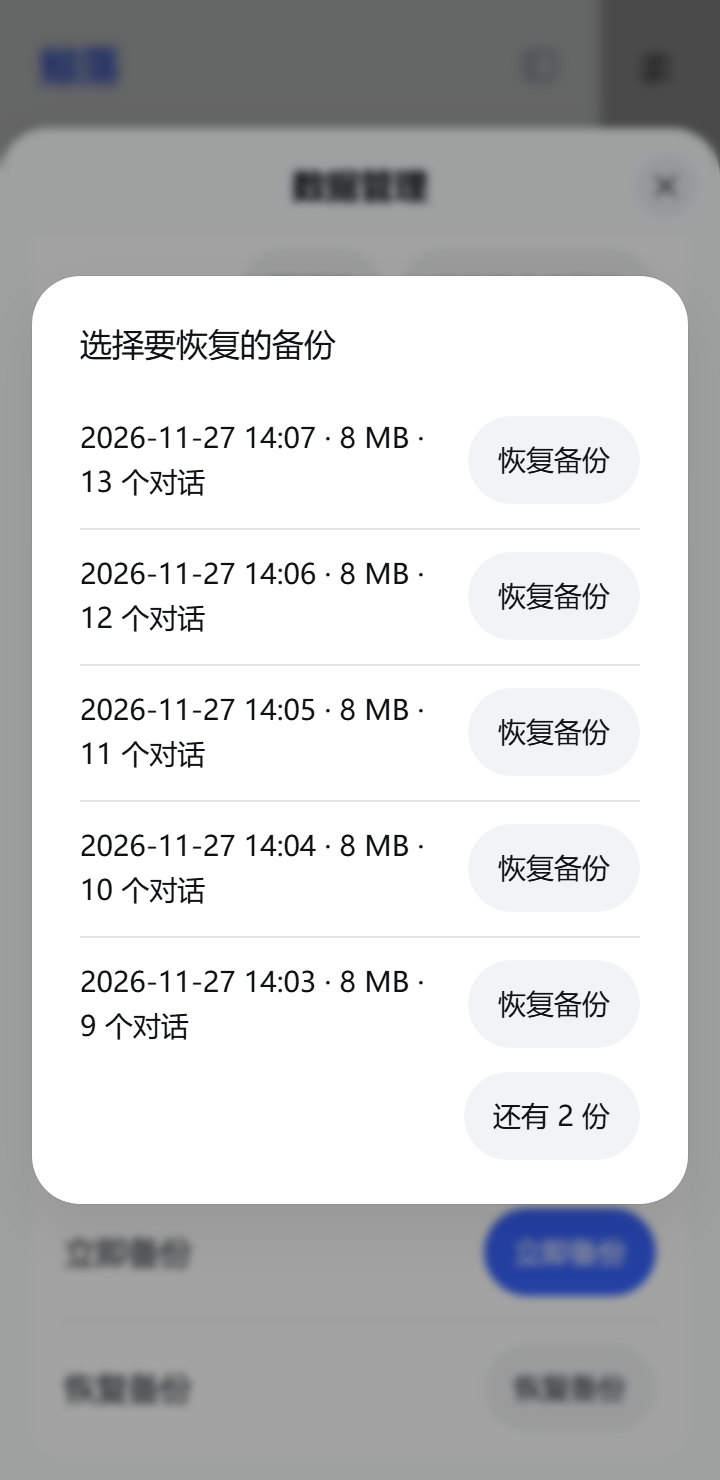 数据管理
选择要恢复的备份
2026-11-27 14:07 · 8 MB ·
13 个对话
恢复备份
2026-11-27 14:06 · 8 MB ·
12 个对话
恢复备份
2026-11-27 14:05 · 8 MB ·
11 个对话
恢复备份
2026-11-27 14:04 · 8 MB ·
10 个对话
恢复备份
2026-11-27 14:03 · 8 MB ·
9 个对话
恢复备份
还有 2 份
立即备份
立即备份
恢复备份
恢复备份